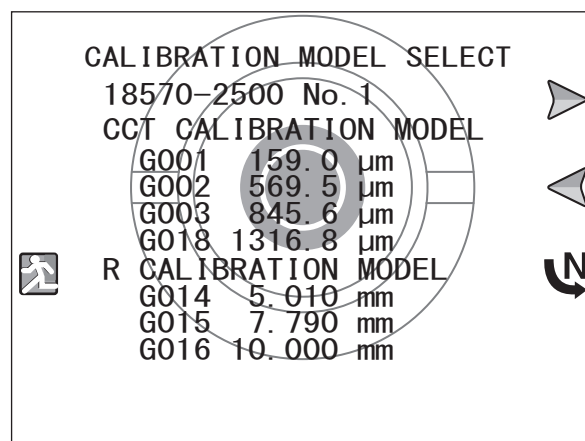 CALIBRATION MODEL SELECT
18570-2500 No.1
CCT CALIBRATION MODEL
G001 159.0 µm
G002 569.5 µm
G003 845.6 µm
G018 1316.8 µm
R CALIBRATION MODEL
G014 5.010 mm
G015 7.790 mm
G016 10.000 mm
N